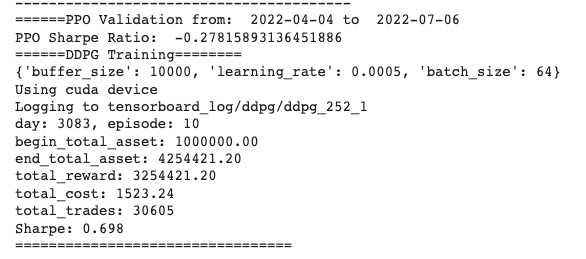 ----------------------------------------
======PPO Validation from:  2022-04-04 to  2022-07-06
PPO Sharpe Ratio:  -0.27815893136451886
======DDPG Training========
{'buffer_size': 10000, 'learning_rate': 0.0005, 'batch_size': 64}
Using cuda device
Logging to tensorboard_log/ddpg/ddpg_252_1
day: 3083, episode: 10
begin_total_asset: 1000000.00
end_total_asset: 4254421.20
total_reward: 3254421.20
total_cost: 1523.24
total_trades: 30605
Sharpe: 0.698
=================================